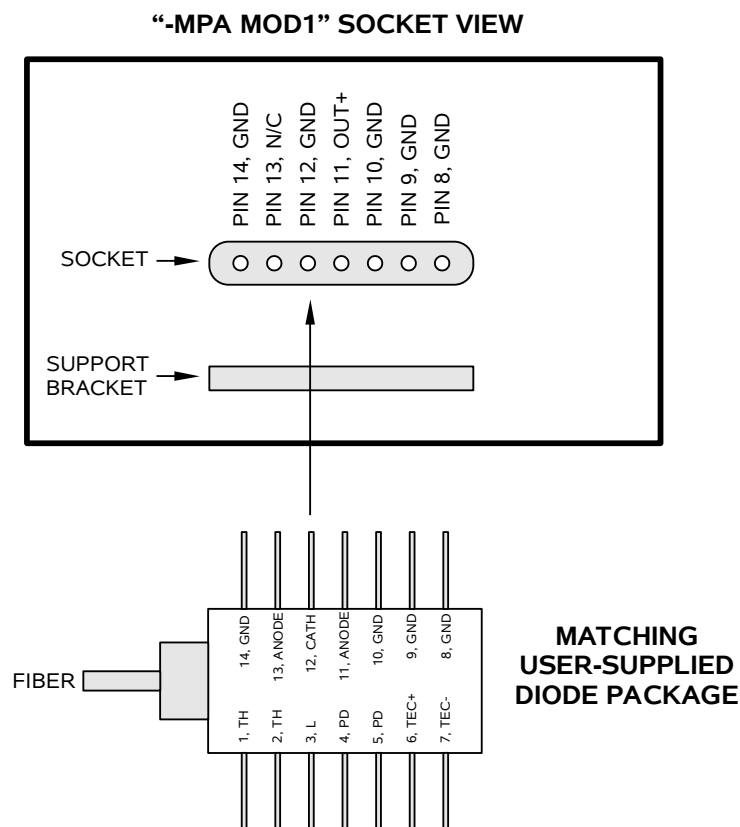 “-MPA MOD1” SOCKET VIEW
PIN 14, GND
PIN 13, N/C
PIN 12, GND
PIN 11, OUT+
PIN 10, GND
PIN 9, GND
PIN 8, GND
SOCKET
SUPPORT
BRACKET
14, GND
13, ANODE
12, CATH
11, ANODE
10, GND
9, GND
8, GND
MATCHING
USER-SUPPLIED
DIODE PACKAGE
FIBER
1, TH
2, TH
3, L
4, PD
5, PD
6, TEC+
7, TEC-